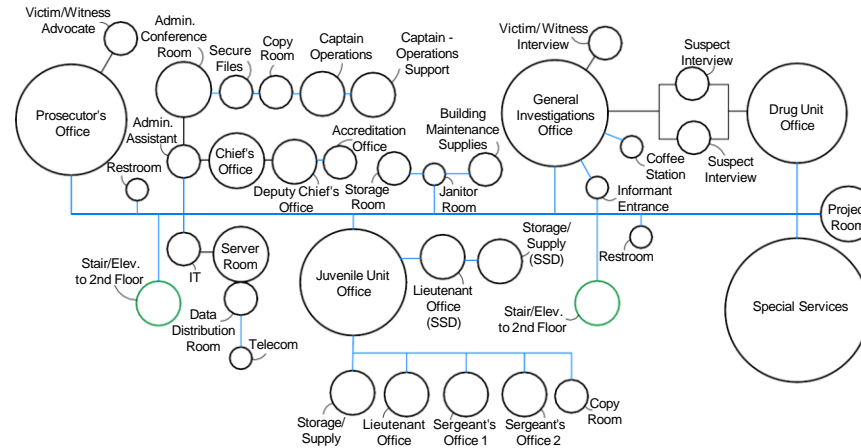 Victim/Witness
Advocate
Admin.
Conference
Room
Secure
Files
Copy
Room
Captain
Operations
Captain -
Operations
Support
Victim/ Witness
Interview
Suspect
Interview
Prosecutor's
Office
Admin.
Assistant
General
Investigations
Office
Drug Unit
Office
Building
Maintenance
Supplies
Accreditation
Office
Chief's
Office
Restroom
Deputy Chief's
Office
Storage
Room
Janitor
Room
Coffee
Station
Suspect
Interview
Informant
Entrance
Project
Room
Restroom
Storage/
Supply (SSD)
Server
Room
IT
Stair/Elev.
to 2nd Floor
Juvenile Unit
Office
Lieutenant
Office
(SSD)
Stair/Elev.
to 2nd Floor
Special Services
Data
Distribution
Room
Telecom
Storage/
Supply
Lieutenant
Office
Sergeant's
Office 1
Sergeant's
Office 2
Copy
Room